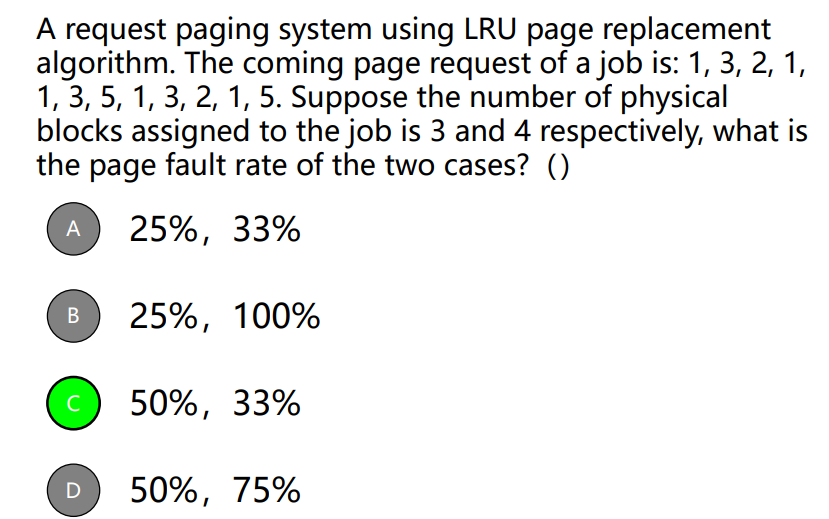 A request paging system using LRU page replacement
algorithm. The coming page request of a job is: 1, 3, 2, 1,
1, 3, 5, 1, 3, 2, 1, 5. Suppose the number of physical
blocks assigned to the job is 3 and 4 respectively, what is
the page fault rate of the two cases? ()
A 25%, 33%
B 25%, 100%
C 50%, 33%
D 50%, 75%